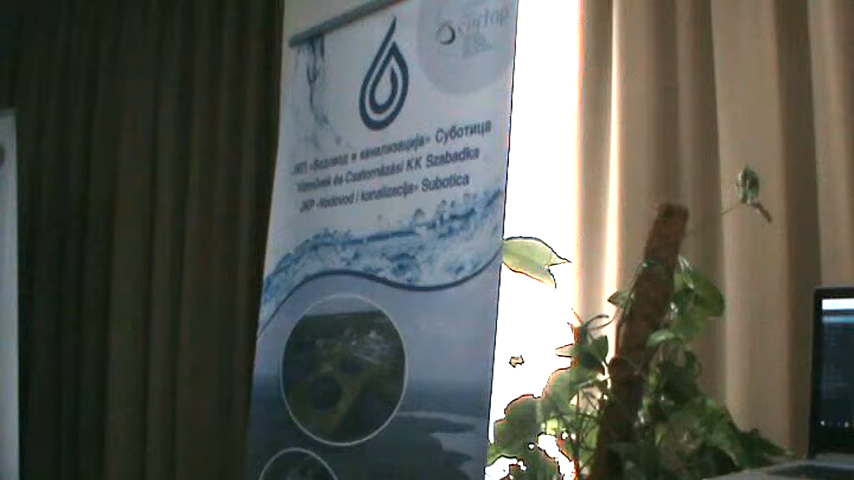 ЈКП «Водовод и канализација» Суботица
Vízművek és Csatornázási KK Szabadka
JKP «Vodovod i kanalizacija» Subotica